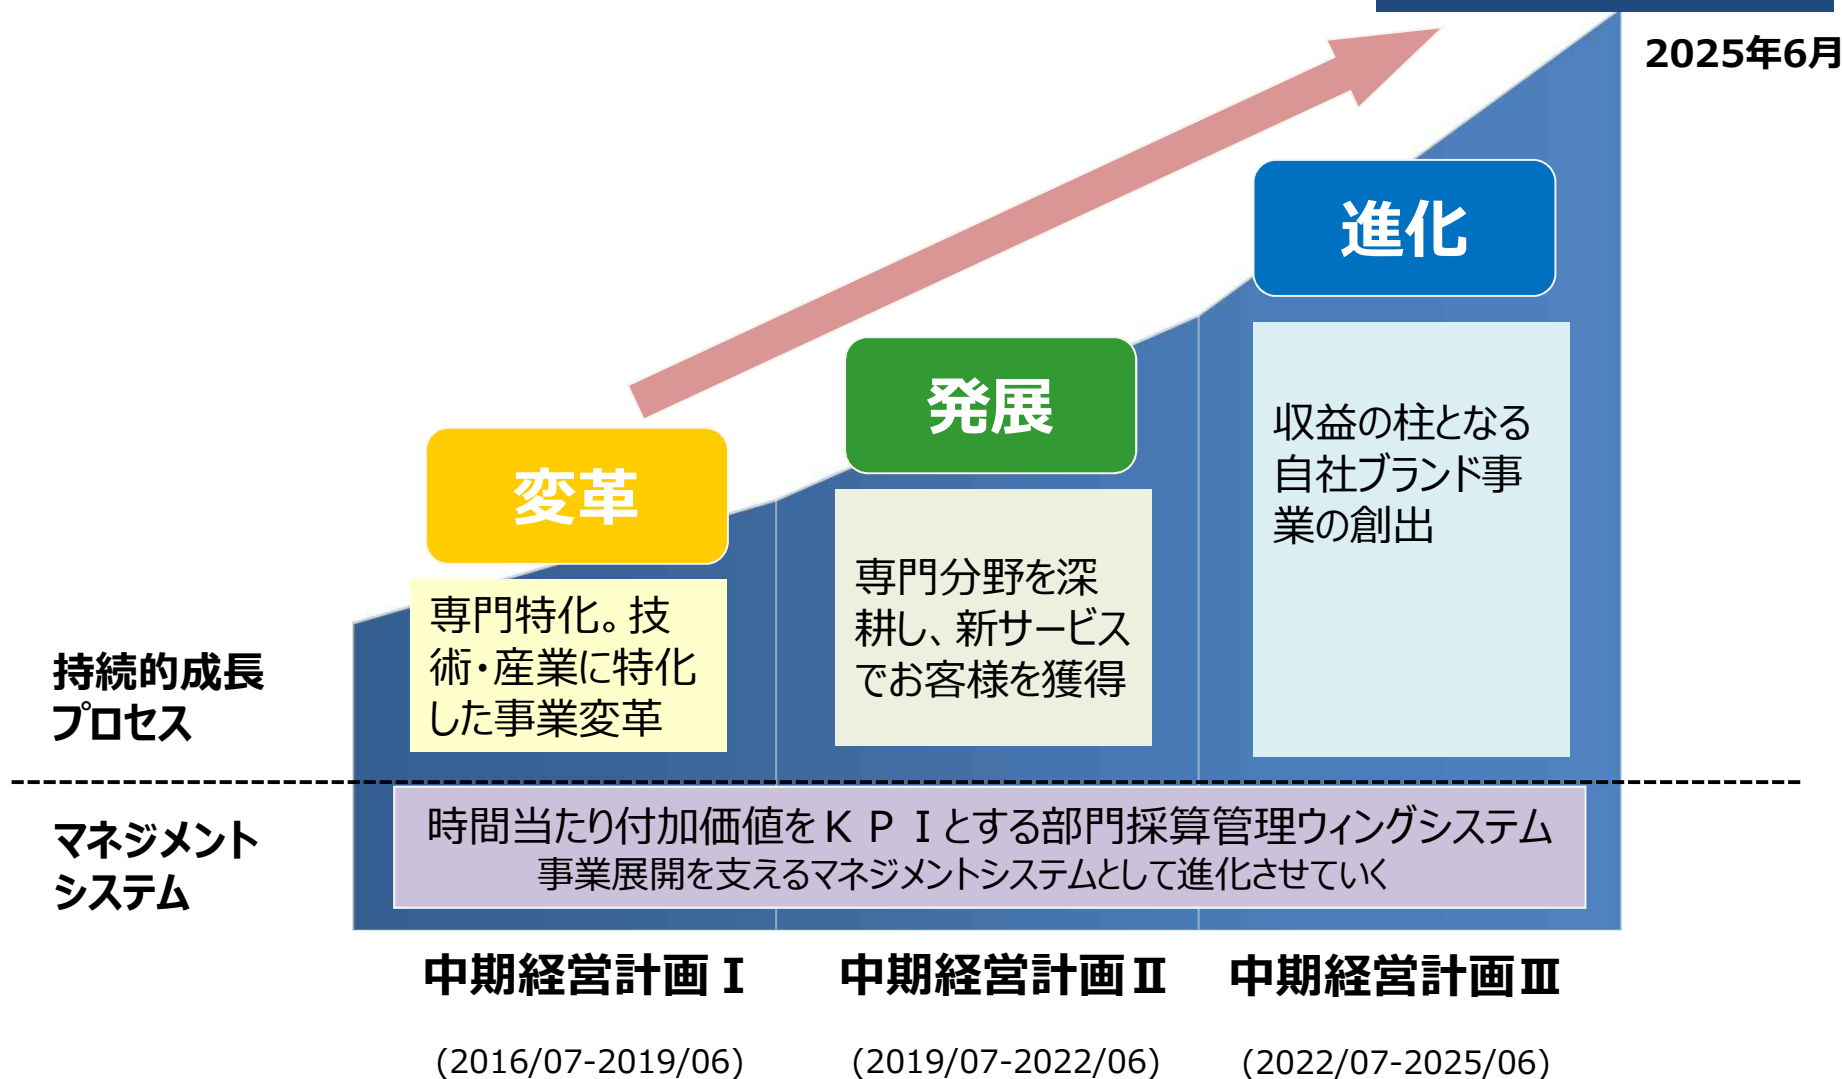 2025年6月
進化
収益の柱となる
自社ブランド事
業の創出
発展
専門分野を深
耕し、新サービス
でお客様を獲得
変革
専門特化。技
術・産業に特化
した事業変革
持続的成長
プロセス
マネジメント
システム
時間当たり付加価値をＫＰＩとする部門採算管理ウィングシステム
事業展開を支えるマネジメントシステムとして進化させていく
中期経営計画Ⅰ
中期経営計画Ⅱ
中期経営計画Ⅲ
(2016/07-2019/06)
(2019/07-2022/06)
(2022/07-2025/06)